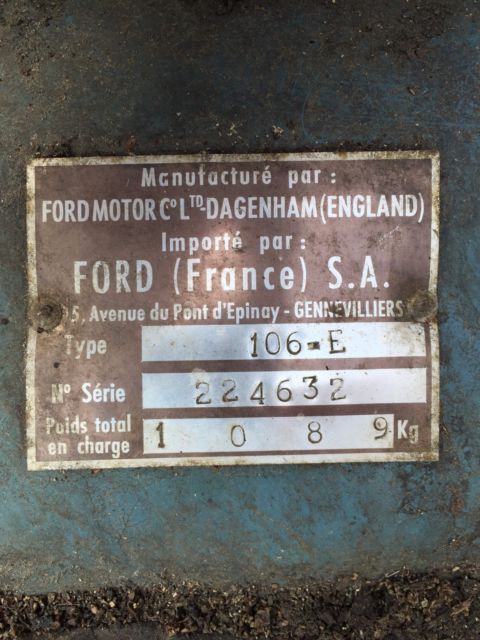 Manufacturé par :
FORD MOTOR Cº LTD-DAGENHAM (ENGLAND)
Importé par :
FORD (France) S.A.
5, Avenue du Pont d'Epinay - GENNEVILLIERS
Type 106-E
Nº Série 224632
Poids total
en charge 1 0 8 9 Kg